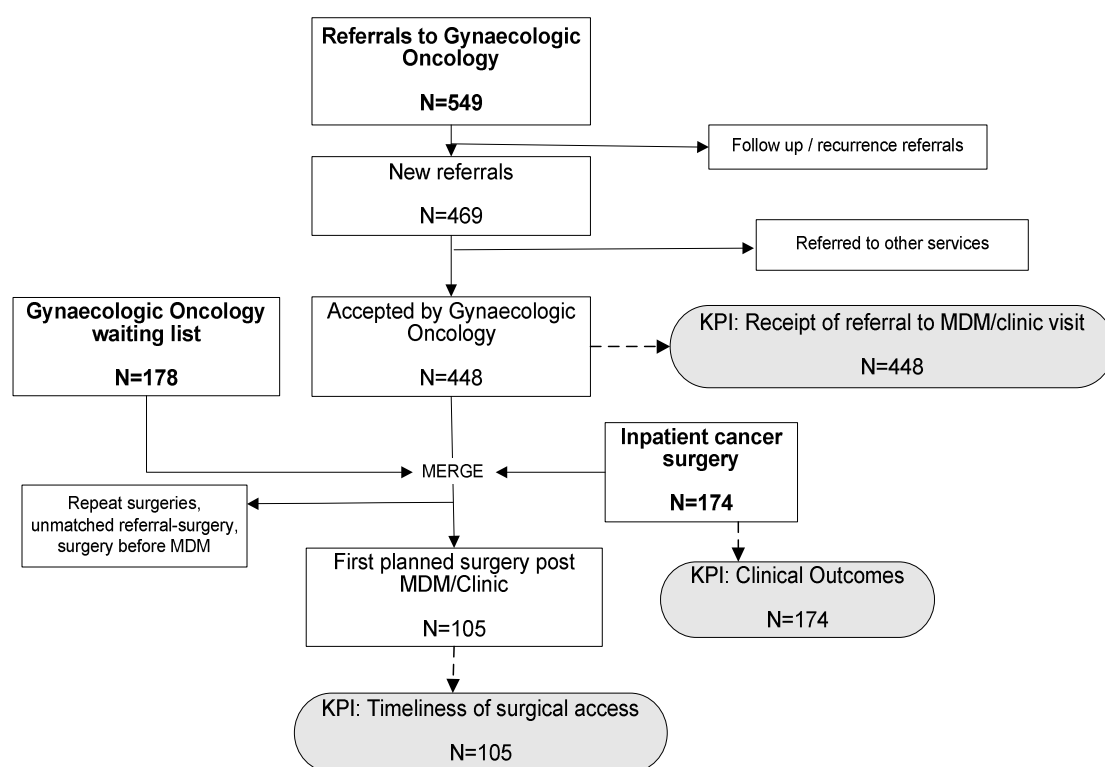 Referrals to Gynaecologic
Oncology
N=549
Follow up / recurrence referrals
New referrals
N=469
Referred to other services
Gynaecologic Oncology
waiting list
N=178
Accepted by Gynaecologic
Oncology
N=448
KPI: Receipt of referral to MDM/clinic visit
N=448
Inpatient cancer
surgery
N=174
MERGE
Repeat surgeries,
unmatched referral-surgery,
surgery before MDM
First planned surgery post
MDM/Clinic
N=105
KPI: Clinical Outcomes
N=174
KPI: Timeliness of surgical access
N=105